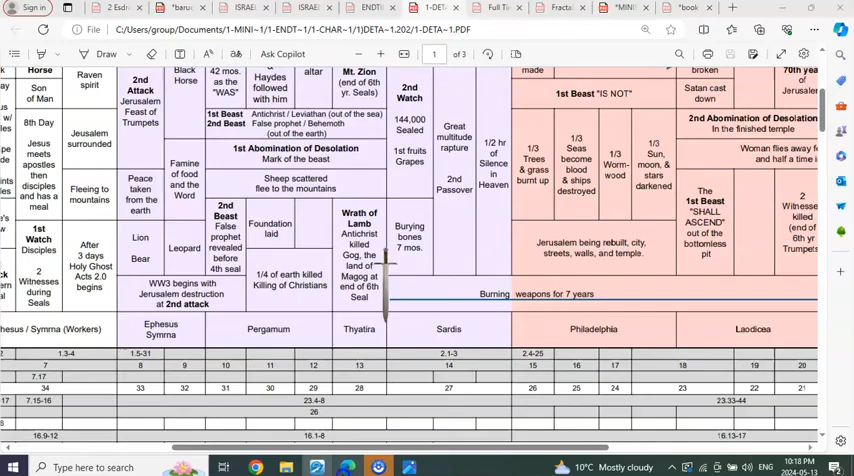 Sign in
2 Esdr
*baruc
ISRAEL
ISRAEL
ENDTI
1-DETA
Full Tir
Fractal
*MINI
*book
File C:/Users/group/Documents/1-MINI~1/1-ENDT~1/1-CHAR~1/1)DETA~1.202/1-DETA~1.PDF
Draw
Ask Copilot
1 of 3
Horse
Son
of Man
8th Day
Jesus
meets
apostles
then
disciples
and has a
meal
1st
Watch
Disciples
2
Witnesses
during
Seals
Raven
spirit
Jerusalem
surrounded
Fleeing to
mountains
After
3 days
Holy Ghost
Acts 2.0
begins
2nd
Attack
Jerusalem
Feast of
Trumpets
Peace
taken
from the
earth
Lion
Bear
Black
Horse
Famine
of food
and the
Word
Leopard
WW3 begins with
Jerusalem destruction
at 2nd attack
42 mos.
as the
"WAS"
&
Haydes
followed
with him
altar
Mt. Zion
(end of 6th
yr. Seals)
1st Beast Antichrist / Leviathan (out of the sea)
2nd Beast False prophet / Behemoth
(out of the earth)
1st Abomination of Desolation
Mark of the beast
Sheep scattered
flee to the mountains
2nd
Beast
False
prophet
revealed
before
4th seal
Foundation
laid
1/4 of earth killed
Killing of Christians
Wrath of
Lamb
Antichrist
killed
Gog, the
land of
Magog at
end of 6th
Seal
2nd
Watch
144,000
Sealed
1st fruits
Grapes
Burying
bones
7 mos.
Great
multitude
rapture
2nd
Passover
1/2 hr
of
Silence
in
Heaven
Burning weapons for 7 years
made
1st Beast "IS NOT"
1/3
Trees
& grass
burnt up
1/3
Seas
become
blood
& ships
destroyed
1/3
Worm-
wood
1/3
Sun,
moon, &
stars
darkened
Jerusalem being rebuilt, city,
streets, walls, and temple.
broken
Satan cast
down
70th year
of
Jerusalem
2nd Abomination of Desolation
In the finished temple
Woman flies away f
and half a time i
The
1st Beast
"SHALL
ASCEND"
out of the
bottomless
pit
2
Witnesse
killed
(end of
6th yr
Trumpets
hesus / Symrna (Workers)
Ephesus
Symrna
Pergamum
Thyatira
Sardis
Philadelphia
Laodicea
2 1.3-4 1.5-31 2.1-3 2.4-25
7 8 9 10 11 12 13 14 15 16 17 18 19 20
7.17
34 33 32 31 30 29 28 27 26 25 24 23 22 21
17 7.15-16 23.4-8 23.33-44
26
16.9-12 16.1-8 16.13-17
Type here to search
10°C Mostly cloudy
ENG
10:18 PM
2024-05-13